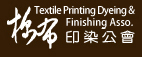 Textile Printing Dyeing &
Finishing Asso.
印染公會